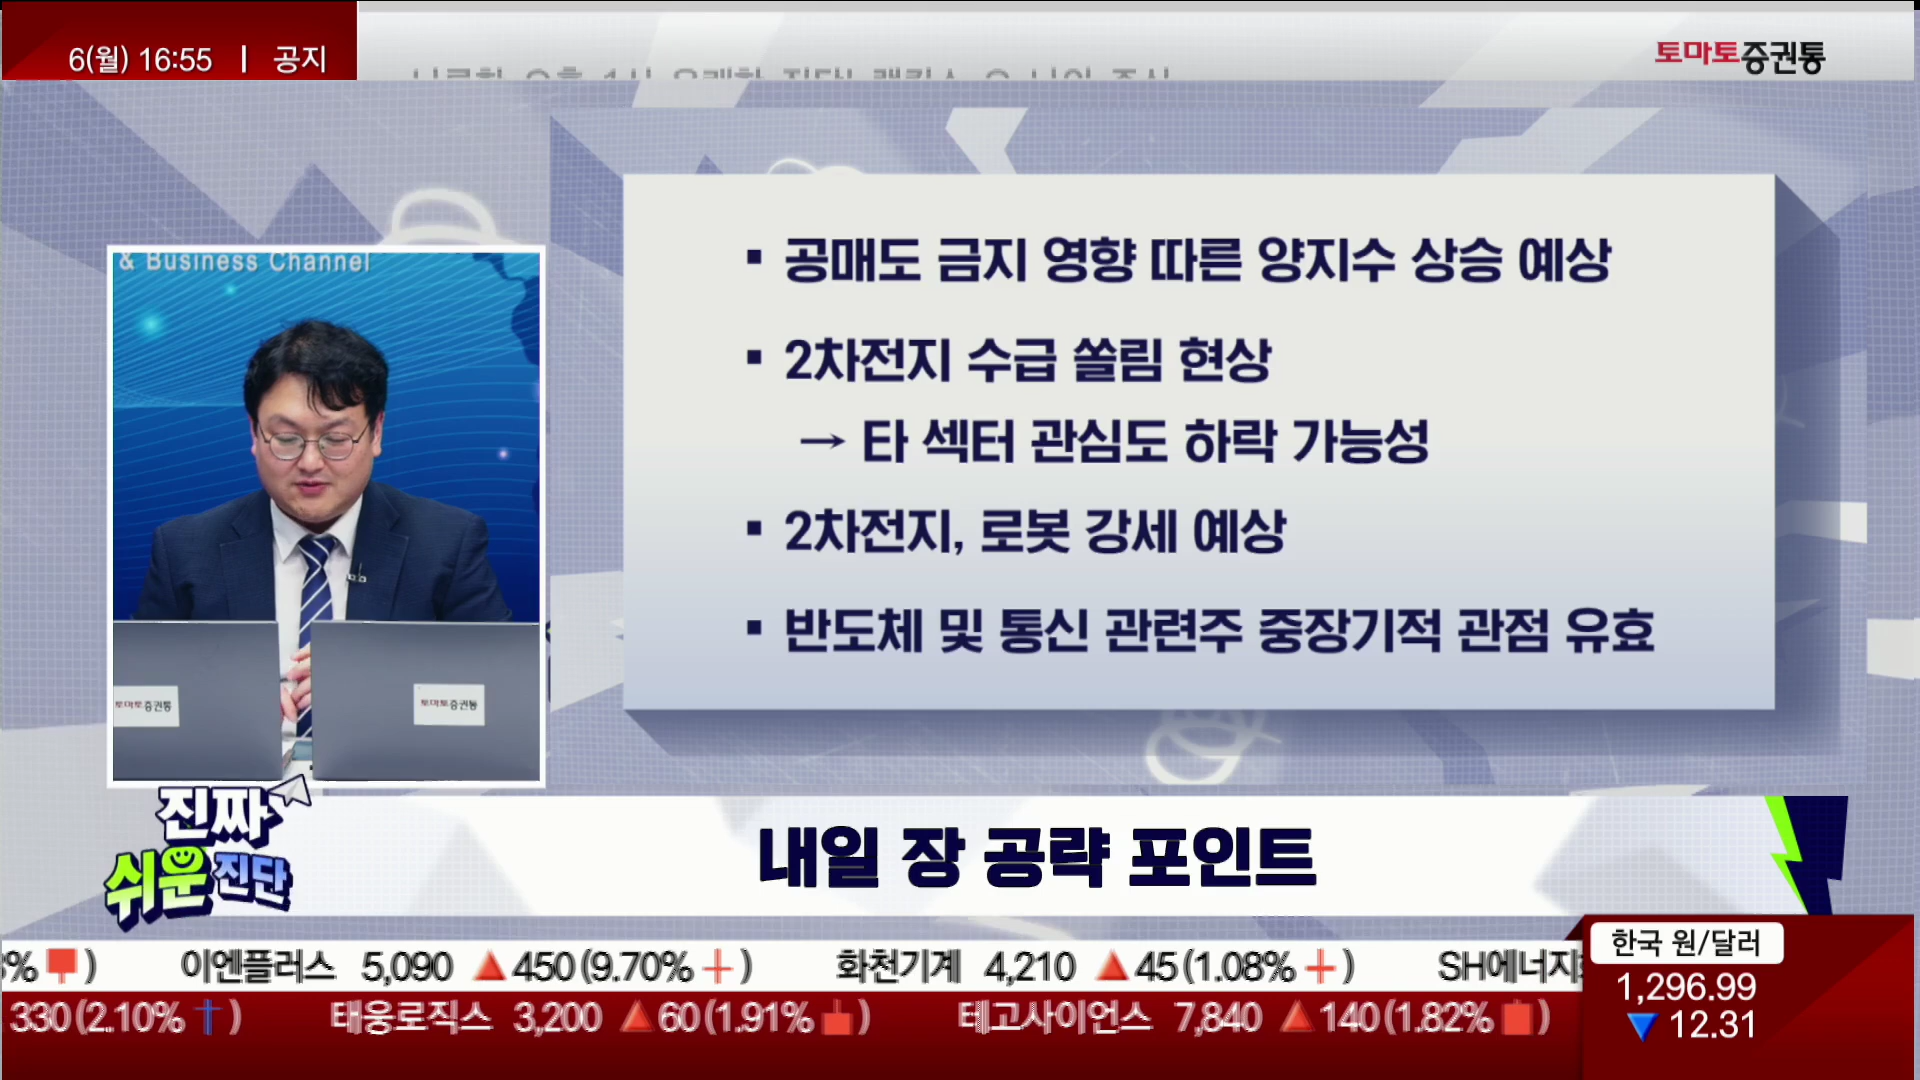 6(월) 16:55 | 공지
토마토증권통
& Business Channel
▪ 공매도 금지 영향 따른 양지수 상승 예상
▪ 2차전지 수급 쏠림 현상
→ 타 섹터 관심도 하락 가능성
▪ 2차전지, 로봇 강세 예상
▪ 반도체 및 통신 관련주 중장기적 관점 유효
토마토증권통
토마토증권통
진짜
쉬운 진단
내일 장 공략 포인트
% ) 이엔플러스 5,090 ▲450(9.70% ) 화천기계 4,210 ▲45(1.08% ) SH에너지
330(2.10% ) 태웅로직스 3,200 ▲60(1.91% ) 테고사이언스 7,840 ▲140(1.82% )
한국 원/달러
1,296.99
▼ 12.31